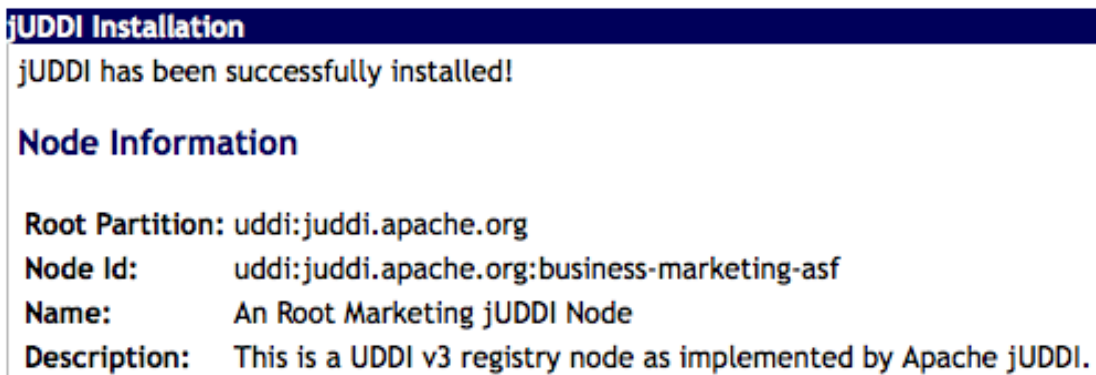 jUDDI Installation
jUDDI has been successfully installed!
Node Information
Root Partition: uddi:juddi.apache.org
Node Id: uddi:juddi.apache.org:business-marketing-asf
Name: An Root Marketing jUDDI Node
Description: This is a UDDI v3 registry node as implemented by Apache jUDDI.